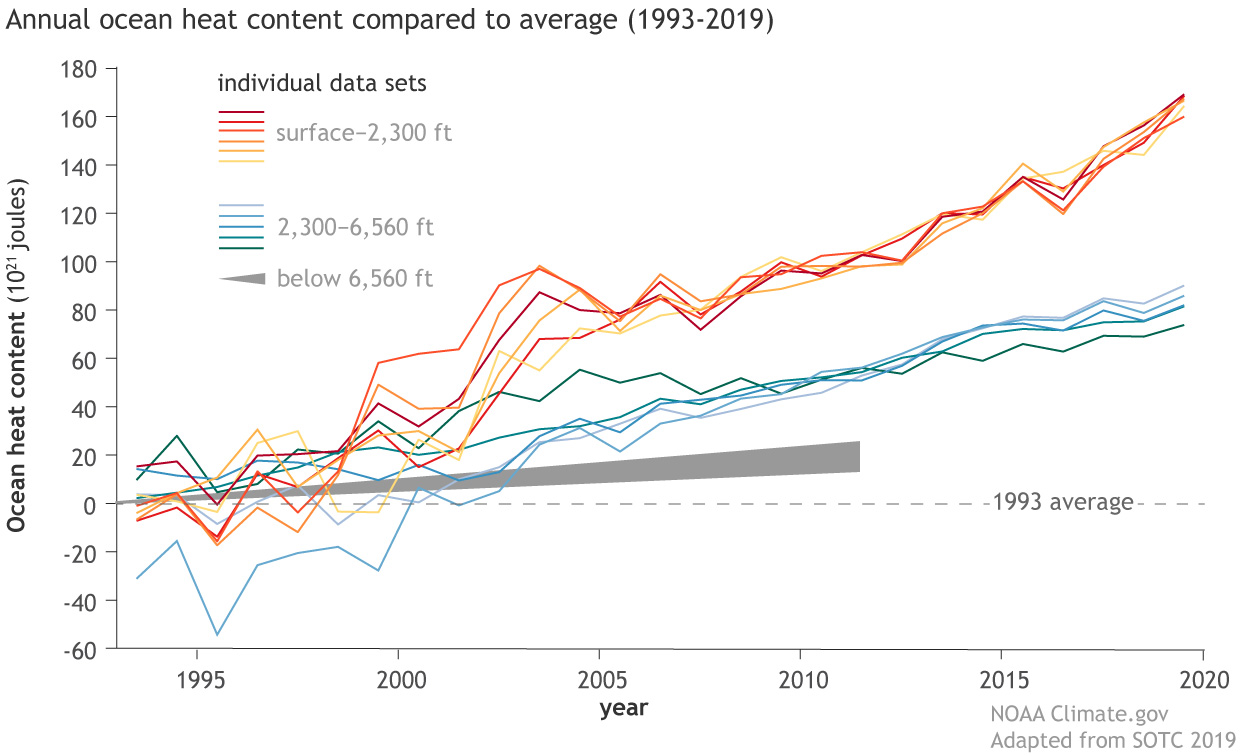 Annual ocean heat content compared to average (1993-2019)
Ocean heat content (10²¹ joules)
180
160
140
120
100
80
60
40
20
0
-20
-40
-60
individual data sets
surface–2,300 ft
2,300–6,560 ft
below 6,560 ft
1993 average
1995
2000
2005
2010
2015
2020
year
NOAA Climate.gov
Adapted from SOTC 2019